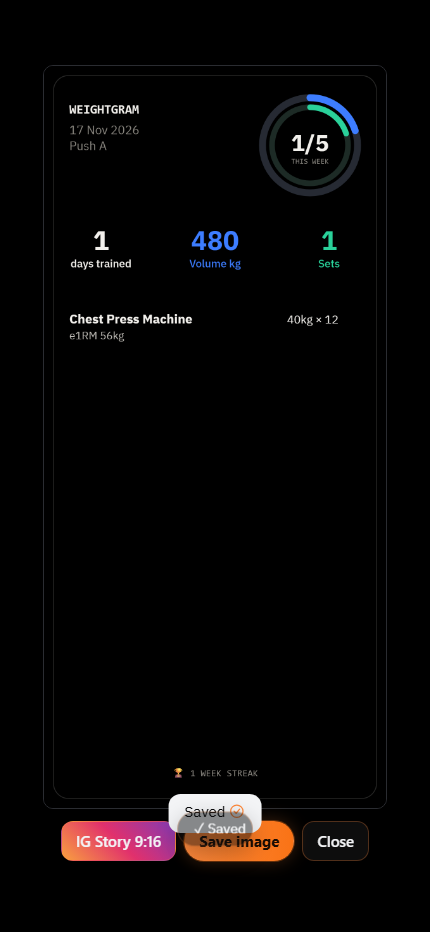 WEIGHTGRAM
17 Nov 2026
Push A
1/5
THIS WEEK
1
days trained
480
Volume kg
1
Sets
Chest Press Machine
40kg × 12
e1RM 56kg
🏆 1 WEEK STREAK
Saved
✓ Saved
IG Story 9:16
Save image
Close